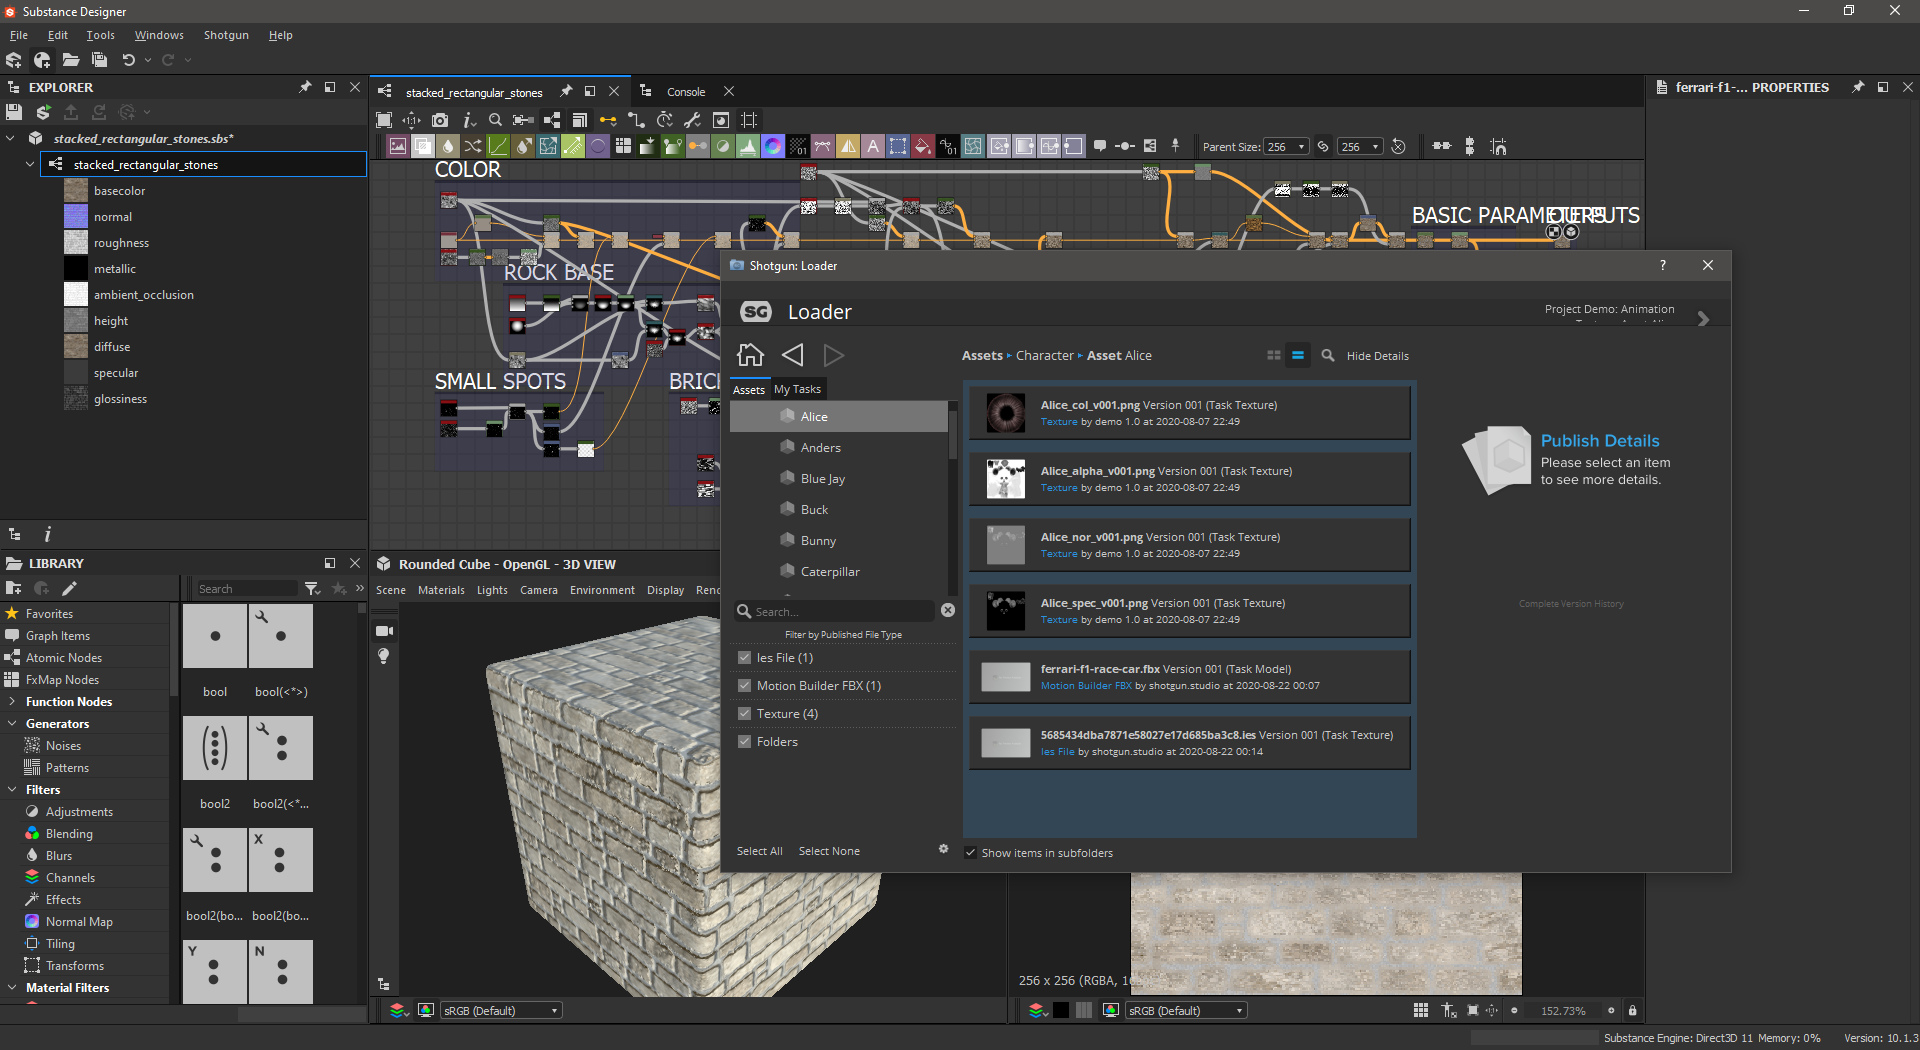 Substance Designer
File Edit Tools Windows Shotgun Help
EXPLORER
stacked_rectangular_stones.sbs*
stacked_rectangular_stones
basecolor
normal
roughness
metallic
ambient_occlusion
height
diffuse
specular
glossiness
LIBRARY
Search
Favorites
Graph Items
Atomic Nodes
FxMap Nodes
Function Nodes
Generators
Noises
Patterns
Filters
Adjustments
Blending
Blurs
Channels
Effects
Normal Map
Tiling
Transforms
Material Filters
bool bool(<*>)
bool2 bool2(<*...
X
bool2(bo... bool2(bo...
Y N
stacked_rectangular_stones Console
Parent Size: 256 256
COLOR
ROCK BASE
SMALL SPOTS
BRIC
BASIC PARAMETERS
OUTPUTS
Rounded Cube - OpenGL - 3D VIEW
Scene Materials Lights Camera Environment Display Ren
sRGB (Default)
256 x 256 (RGBA, 1
sRGB (Default)
152.73%
ferrari-f1-... PROPERTIES
Shotgun: Loader
?
SG Loader
Project Demo: Animation
Assets Character Asset Alice
Hide Details
Assets My Tasks
Alice
Anders
Blue Jay
Buck
Bunny
Caterpillar
Search...
Filter by Published File Type
Ies File (1)
Motion Builder FBX (1)
Texture (4)
Folders
Select All Select None
Alice_col_v001.png Version 001 (Task Texture)
Texture by demo 1.0 at 2020-08-07 22:49
Alice_alpha_v001.png Version 001 (Task Texture)
Texture by demo 1.0 at 2020-08-07 22:49
Alice_nor_v001.png Version 001 (Task Texture)
Texture by demo 1.0 at 2020-08-07 22:49
Alice_spec_v001.png Version 001 (Task Texture)
Texture by demo 1.0 at 2020-08-07 22:49
ferrari-f1-race-car.fbx Version 001 (Task Model)
Motion Builder FBX by shotgun.studio at 2020-08-22 00:07
5685434dba7871e58027e17d685ba3c8.ies Version 001 (Task Texture)
Ies File by shotgun.studio at 2020-08-22 00:14
Show items in subfolders
Publish Details
Please select an item
to see more details.
Complete Version History
Substance Engine: Direct3D 11 Memory: 0% Version: 10.1.3